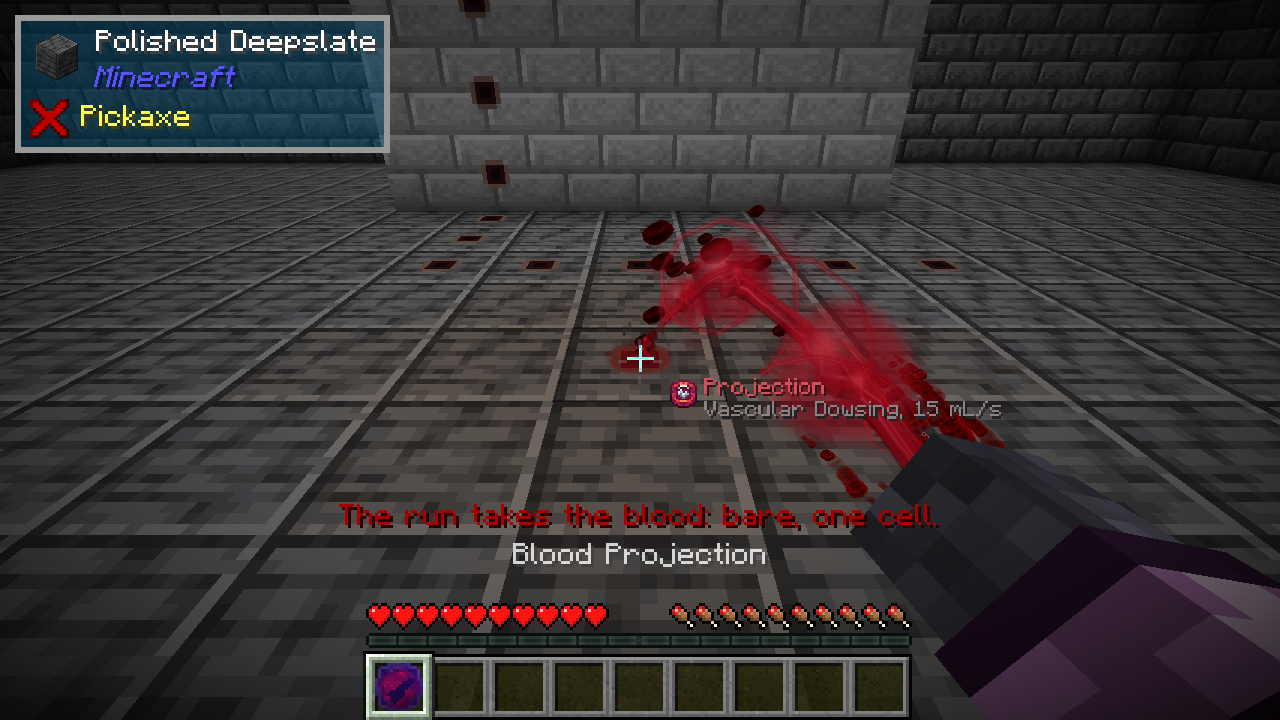 Polished Deepslate
Minecraft
Pickaxe
Projection
Vascular Dowsing, 15 mL/s
The run takes the blood: bare, one cell.
Blood Projection